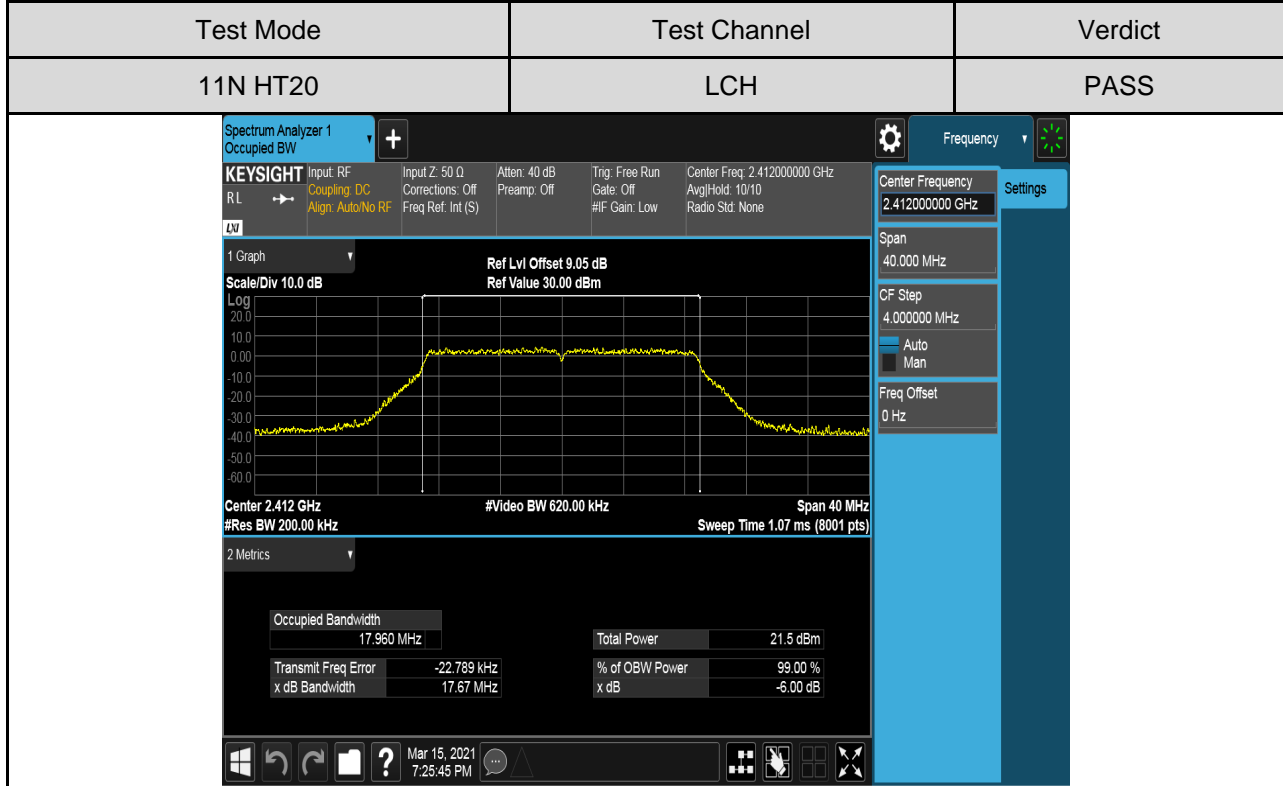 Test Mode Test Channel Verdict
11N HT20 LCH PASS
Spectrum Analyzer 1
Occupied BW
+
Frequency
KEYSIGHT Input: RF Input Z: 50 Ω Atten: 40 dB Trig: Free Run Center Freq: 2.412000000 GHz
RL Coupling: DC Corrections: Off Preamp: Off Gate: Off Avg|Hold: 10/10
Align: Auto/No RF Freq Ref: Int (S) #IF Gain: Low Radio Std: None
LXI
Center Frequency
2.412000000 GHz
Settings
Span
40.000 MHz
CF Step
4.000000 MHz
Auto
Man
Freq Offset
0 Hz
1 Graph
Ref Lvl Offset 9.05 dB
Scale/Div 10.0 dB Ref Value 30.00 dBm
Log
20.0
10.0
0.00
-10.0
-20.0
-30.0
-40.0
-50.0
-60.0
Center 2.412 GHz #Video BW 620.00 kHz Span 40 MHz
#Res BW 200.00 kHz Sweep Time 1.07 ms (8001 pts)
2 Metrics
Occupied Bandwidth
17.960 MHz Total Power 21.5 dBm
Transmit Freq Error -22.789 kHz % of OBW Power 99.00 %
x dB Bandwidth 17.67 MHz x dB -6.00 dB
? Mar 15, 2021
7:25:45 PM